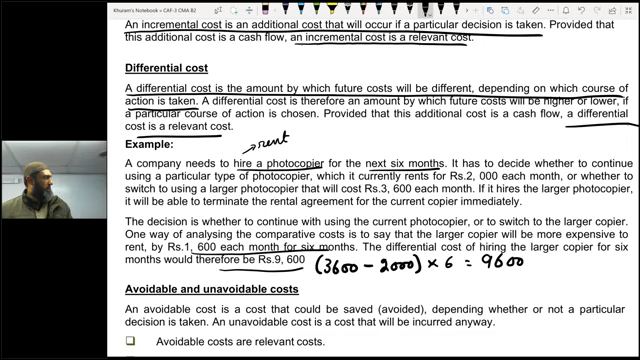 Khuram's Notebook › CAF-3 CMA B2
An incremental cost is an additional cost that will occur if a particular decision is taken. Provided that
this additional cost is a cash flow, an incremental cost is a relevant cost.
Differential cost
A differential cost is the amount by which future costs will be different, depending on which course of
action is taken. A differential cost is therefore an amount by which future costs will be higher or lower, if
a particular course of action is chosen. Provided that this additional cost is a cash flow, a differential
cost is a relevant cost.
rent
Example:
A company needs to hire a photocopier for the next six months. It has to decide whether to continue
using a particular type of photocopier, which it currently rents for Rs.2, 000 each month, or whether to
switch to using a larger photocopier that will cost Rs.3, 600 each month. If it hires the larger photocopier,
it will be able to terminate the rental agreement for the current copier immediately.
The decision is whether to continue with using the current photocopier, or to switch to the larger copier.
One way of analysing the comparative costs is to say that the larger copier will be more expensive to
rent, by Rs.1, 600 each month for six months. The differential cost of hiring the larger copier for six
months would therefore be Rs.9, 600 (3600 - 2000) × 6 = 9600
Avoidable and unavoidable costs
An avoidable cost is a cost that could be saved (avoided), depending whether or not a particular
decision is taken. An unavoidable cost is a cost that will be incurred anyway.
❑ Avoidable costs are relevant costs.